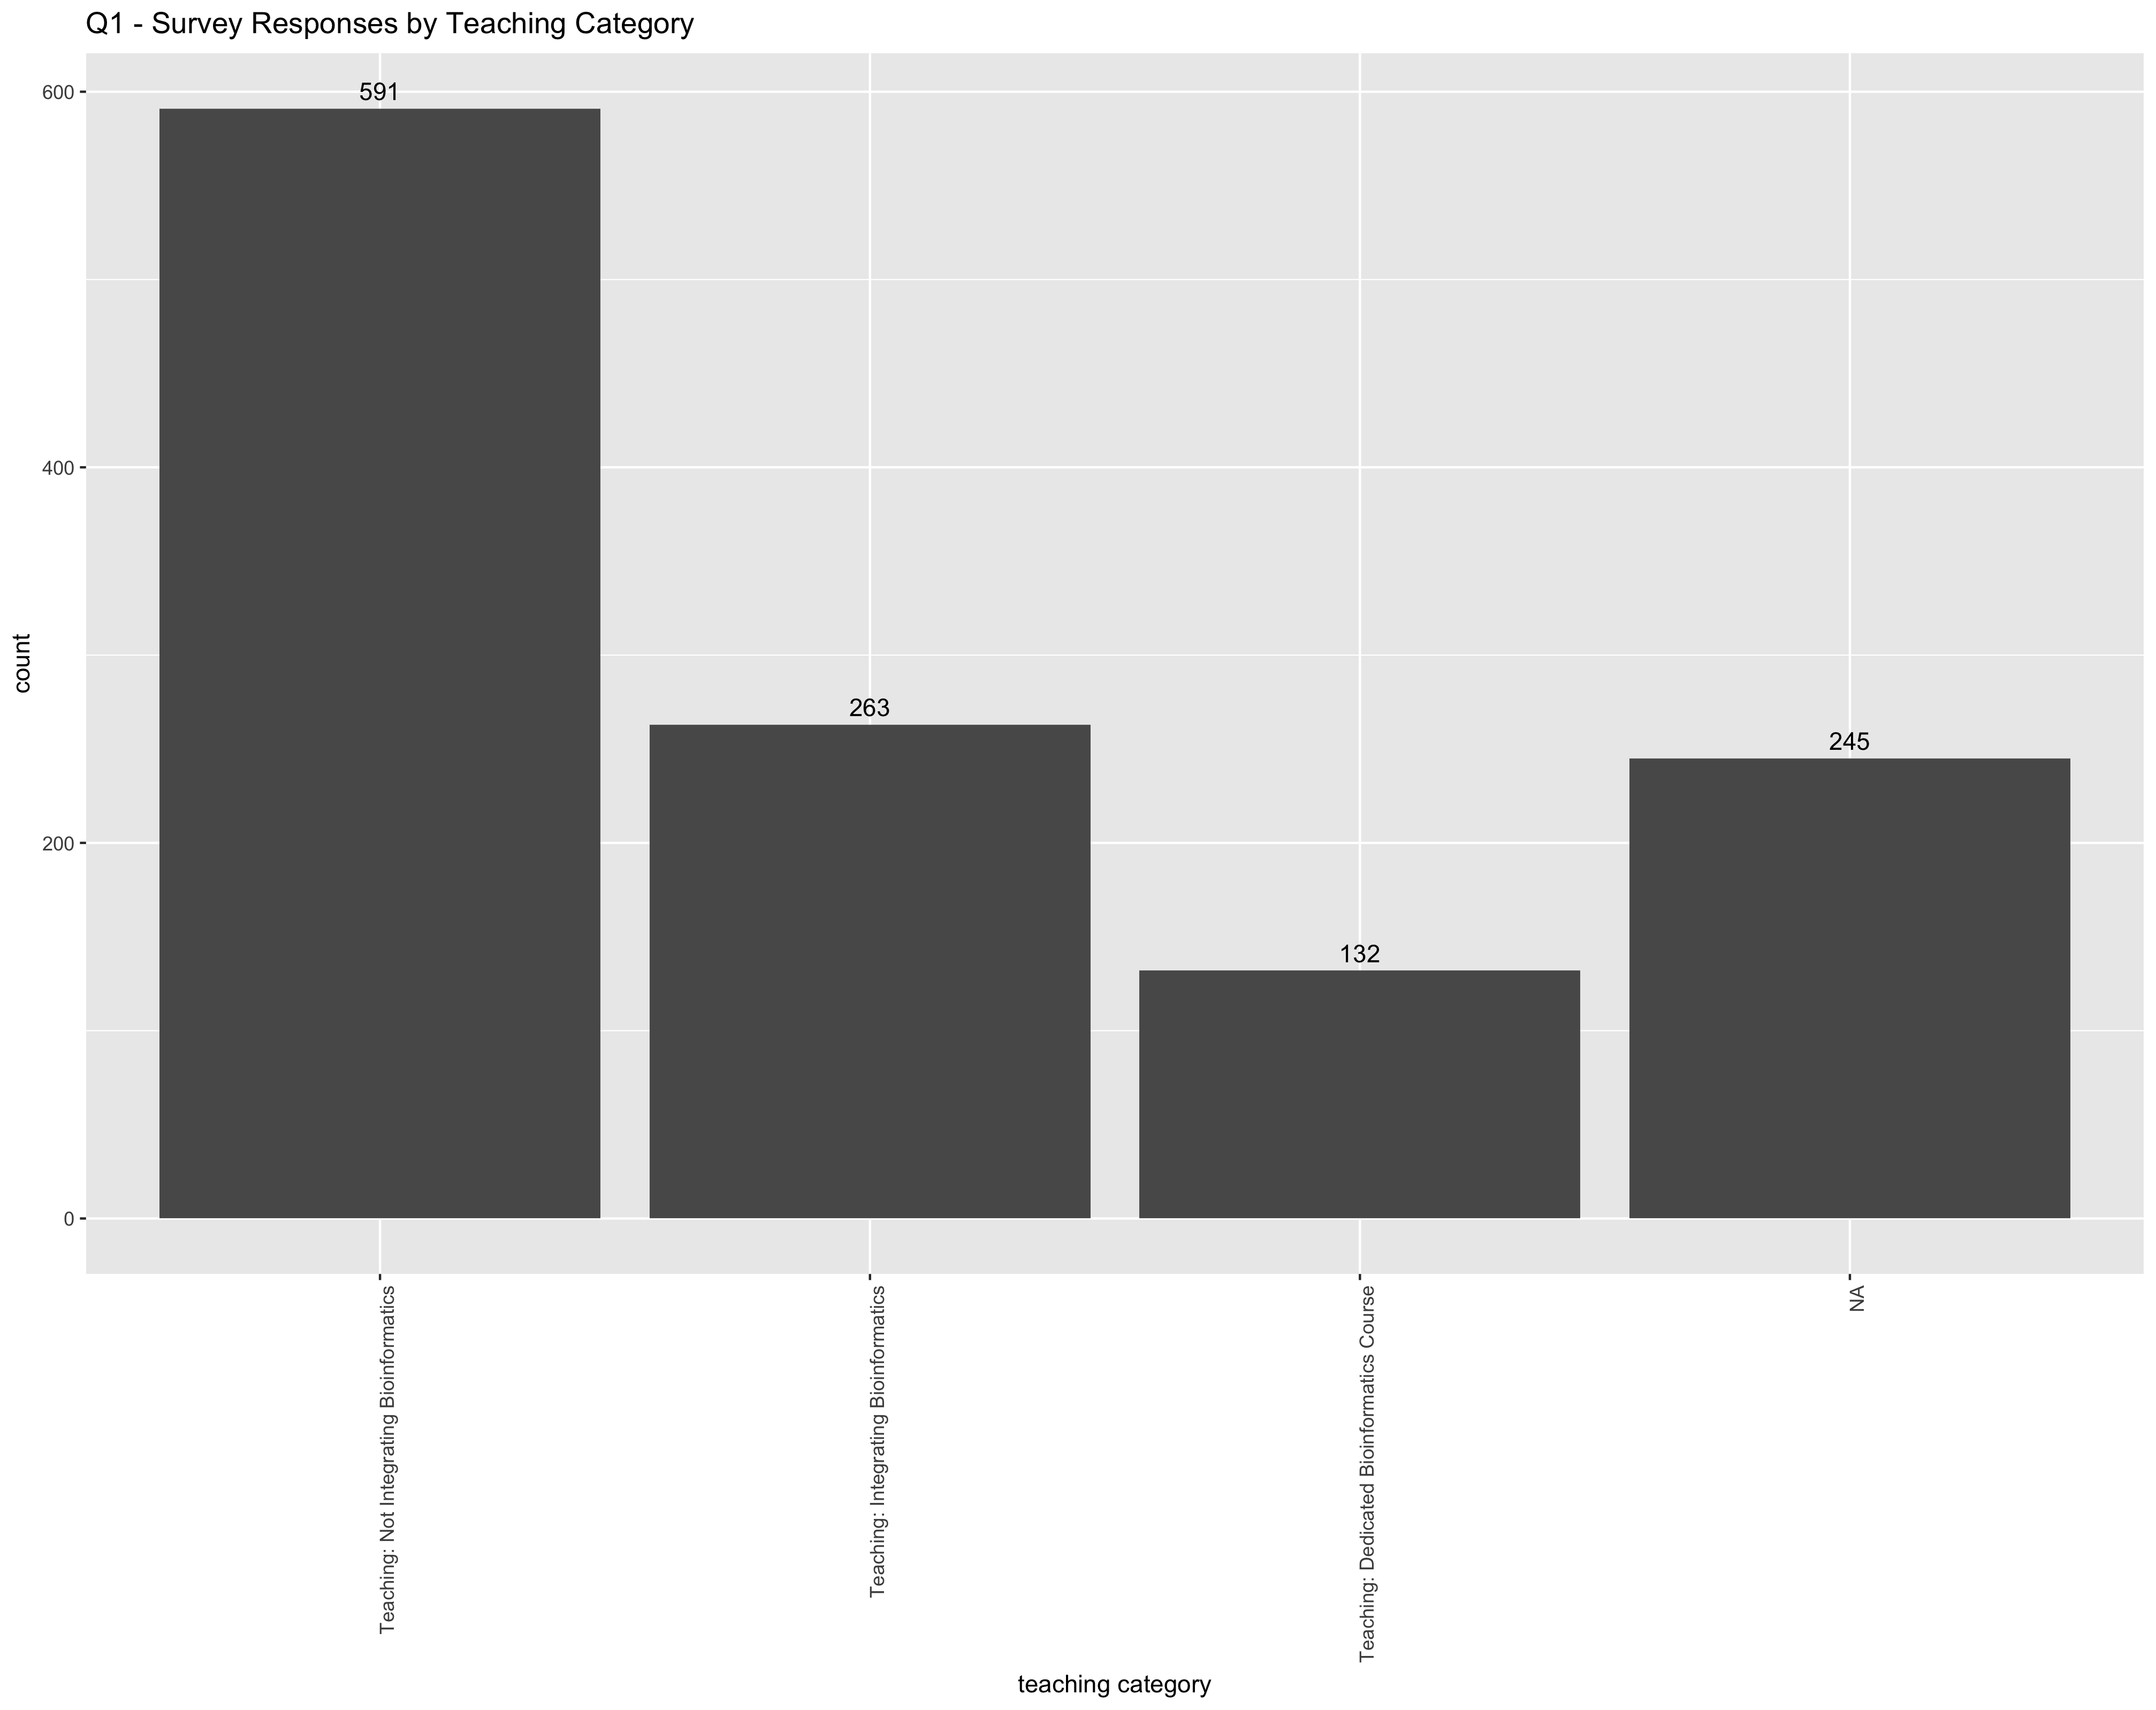 Q1 - Survey Responses by Teaching Category
count
600
400
200
0
591
263
132
245
Teaching: Not Integrating Bioinformatics
Teaching: Integrating Bioinformatics
Teaching: Dedicated Bioinformatics Course
NA
teaching category